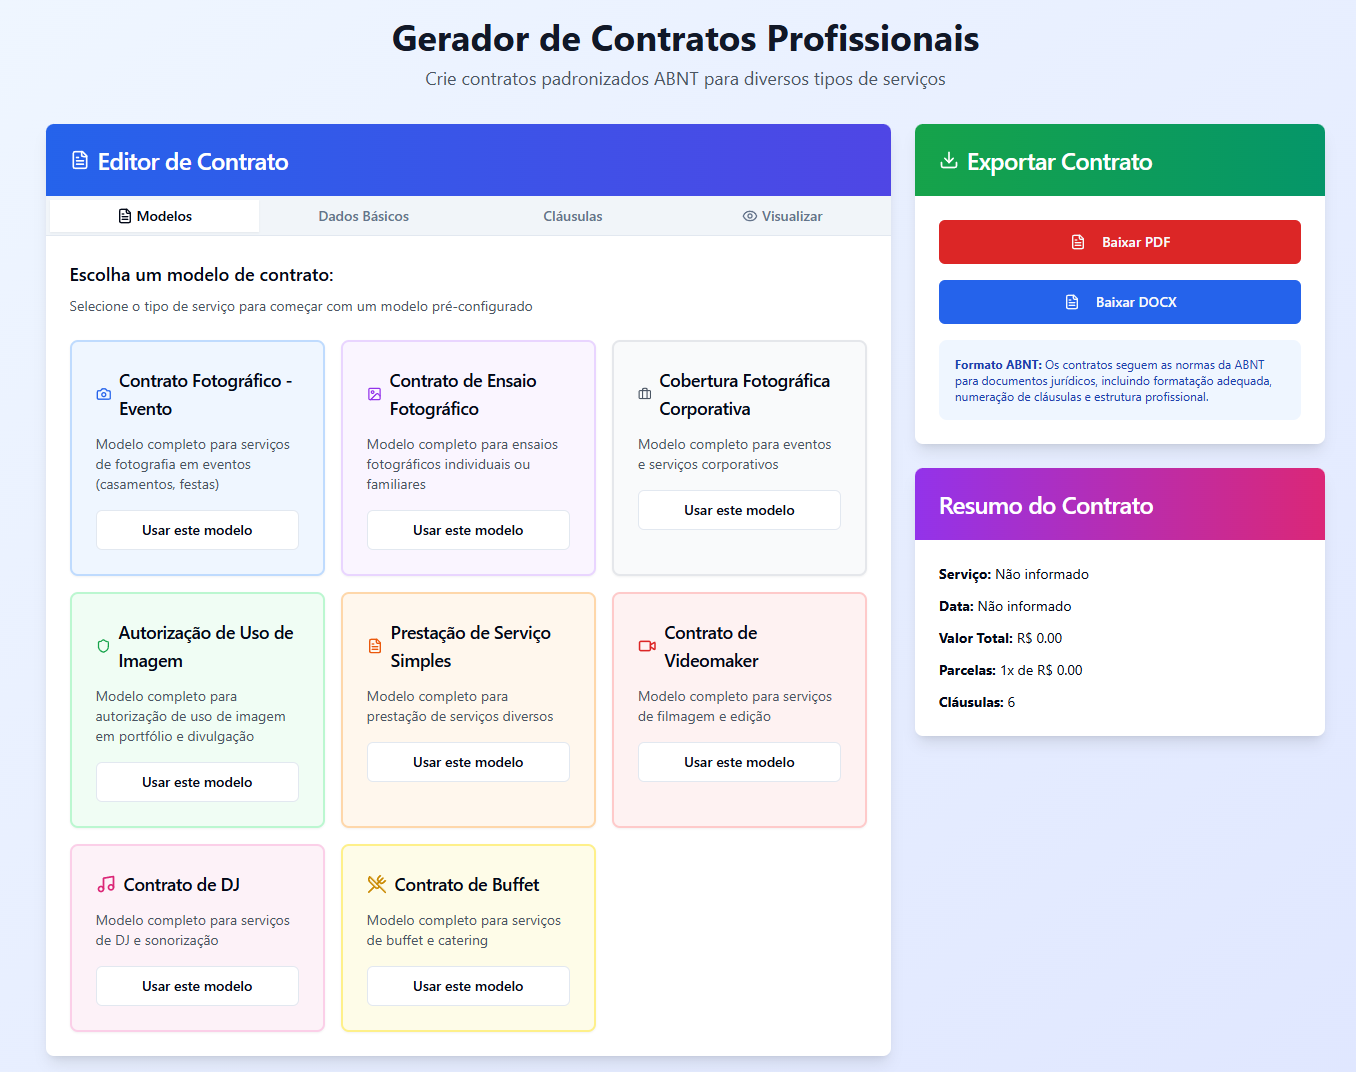 Gerador de Contratos Profissionais
Crie contratos padronizados ABNT para diversos tipos de serviços
Editor de Contrato
Modelos
Dados Básicos
Cláusulas
Visualizar
Escolha um modelo de contrato:
Selecione o tipo de serviço para começar com um modelo pré-configurado
Contrato Fotográfico -
Evento
Modelo completo para serviços
de fotografia em eventos
(casamentos, festas)
Usar este modelo
Contrato de Ensaio
Fotográfico
Modelo completo para ensaios
fotográficos individuais ou
familiares
Usar este modelo
Cobertura Fotográfica
Corporativa
Modelo completo para eventos
e serviços corporativos
Usar este modelo
Autorização de Uso de
Imagem
Modelo completo para
autorização de uso de imagem
em portfólio e divulgação
Usar este modelo
Prestação de Serviço
Simples
Modelo completo para
prestação de serviços diversos
Usar este modelo
Contrato de
Videomaker
Modelo completo para serviços
de filmagem e edição
Usar este modelo
Contrato de DJ
Modelo completo para serviços
de DJ e sonorização
Usar este modelo
Contrato de Buffet
Modelo completo para serviços
de buffet e catering
Usar este modelo
Exportar Contrato
Baixar PDF
Baixar DOCX
Formato ABNT: Os contratos seguem as normas da ABNT
para documentos jurídicos, incluindo formatação adequada,
numeração de cláusulas e estrutura profissional.
Resumo do Contrato
Serviço: Não informado
Data: Não informado
Valor Total: R$ 0.00
Parcelas: 1x de R$ 0.00
Cláusulas: 6